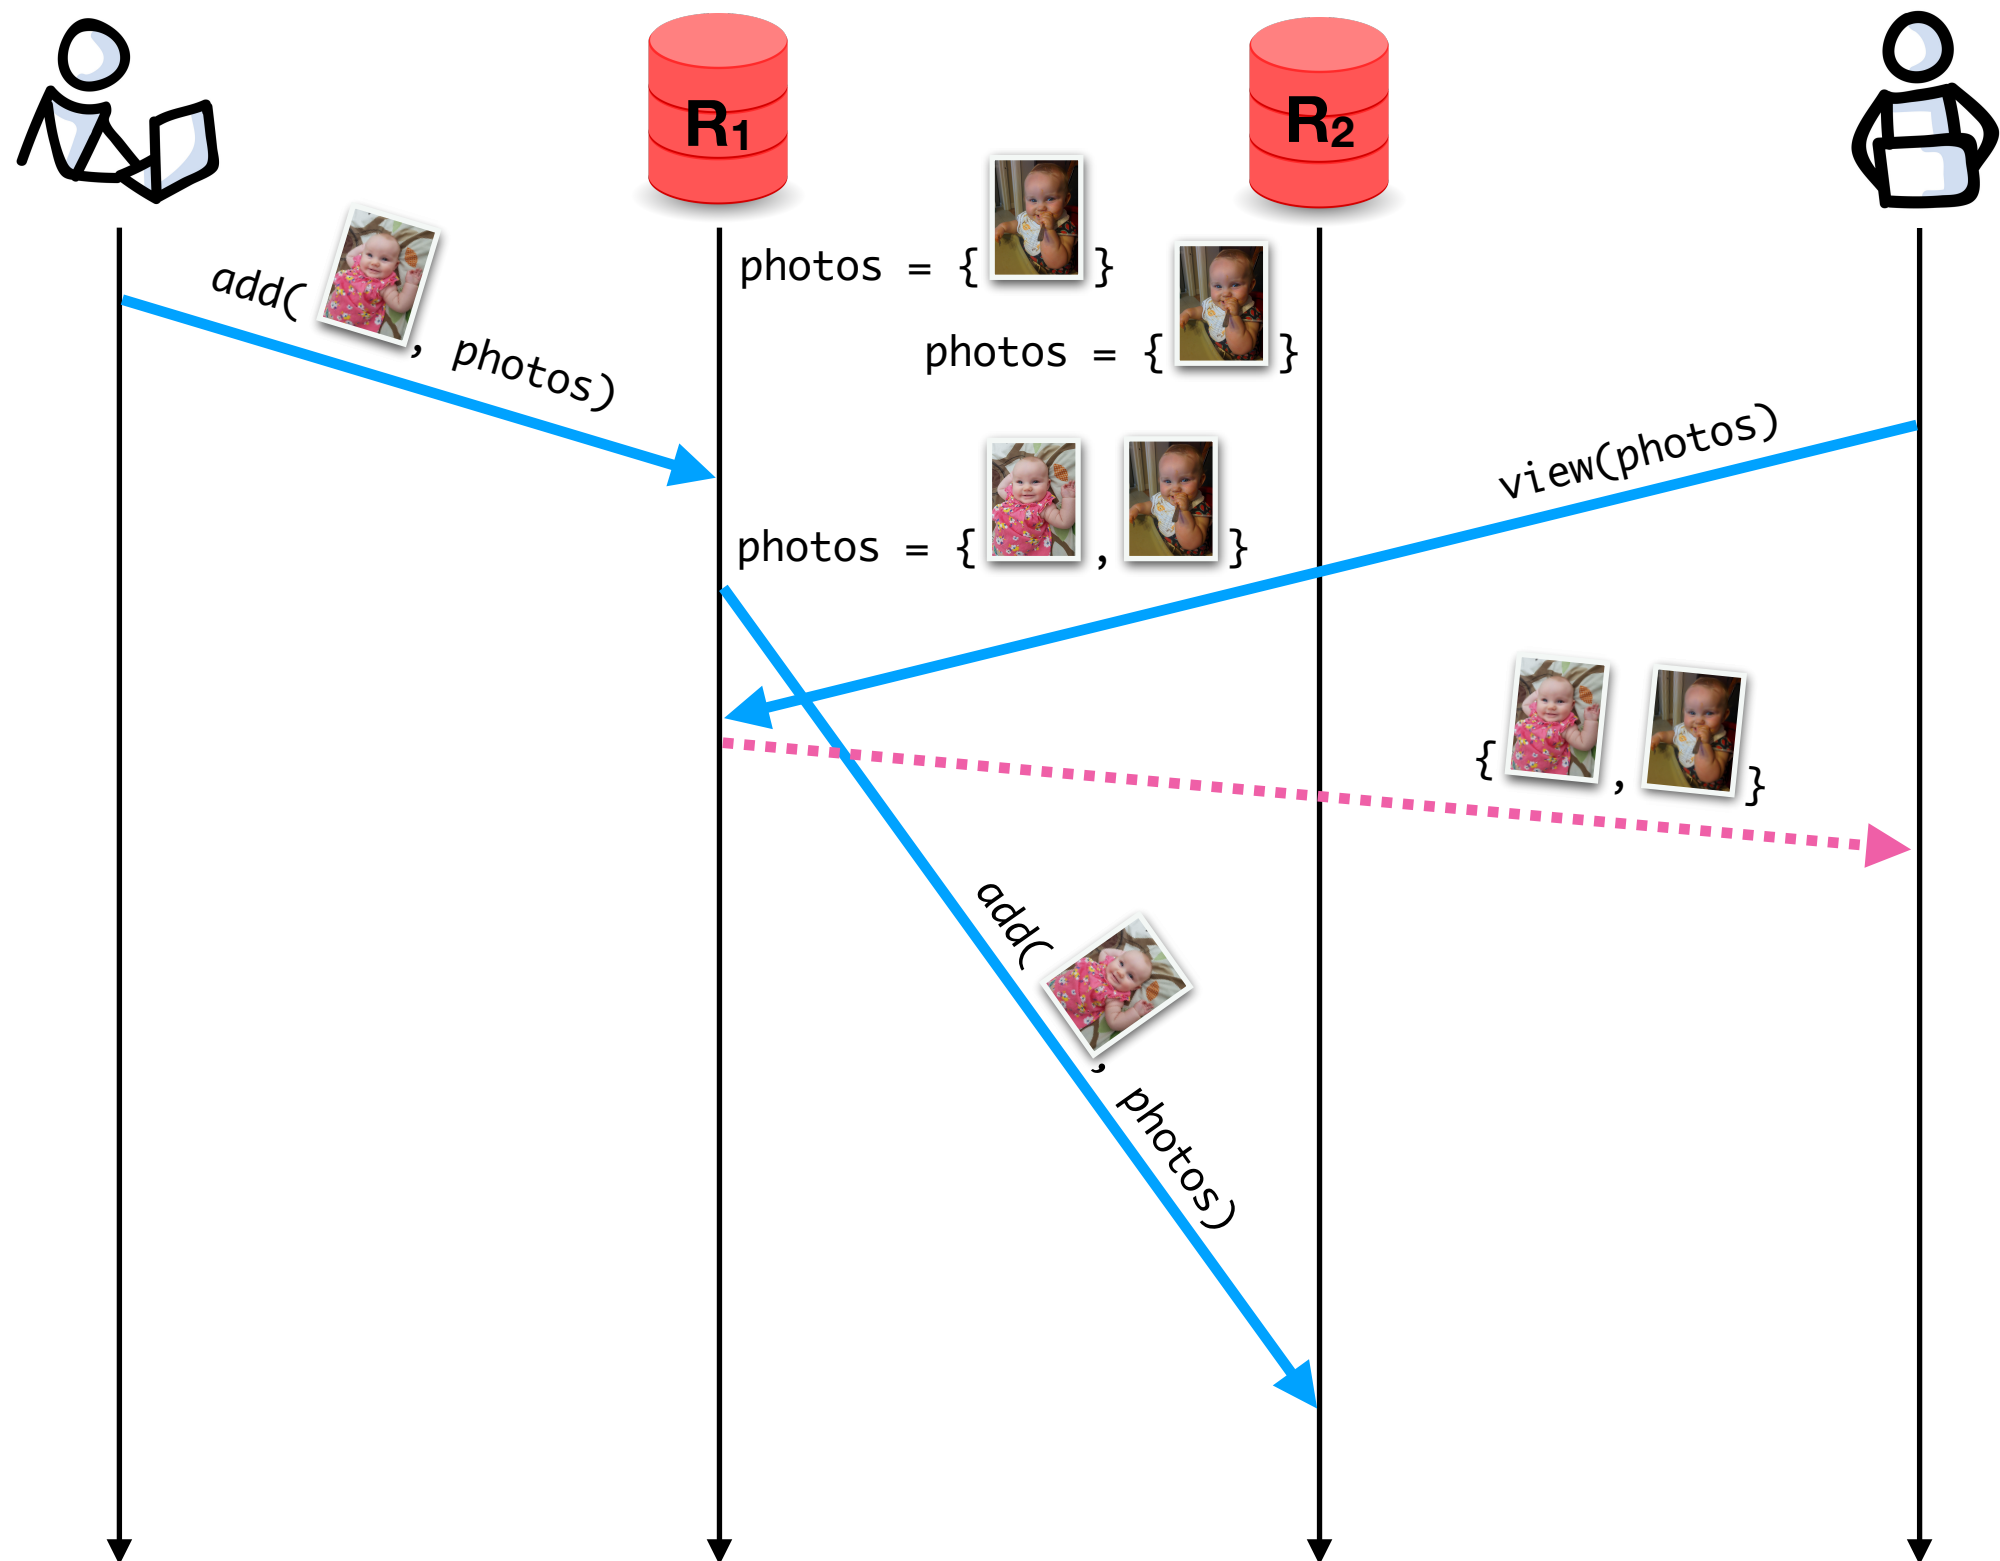 R1
R2
photos = { }
add( , photos)
photos = { }
view(photos)
photos = { , }
{ , }
add( , photos)